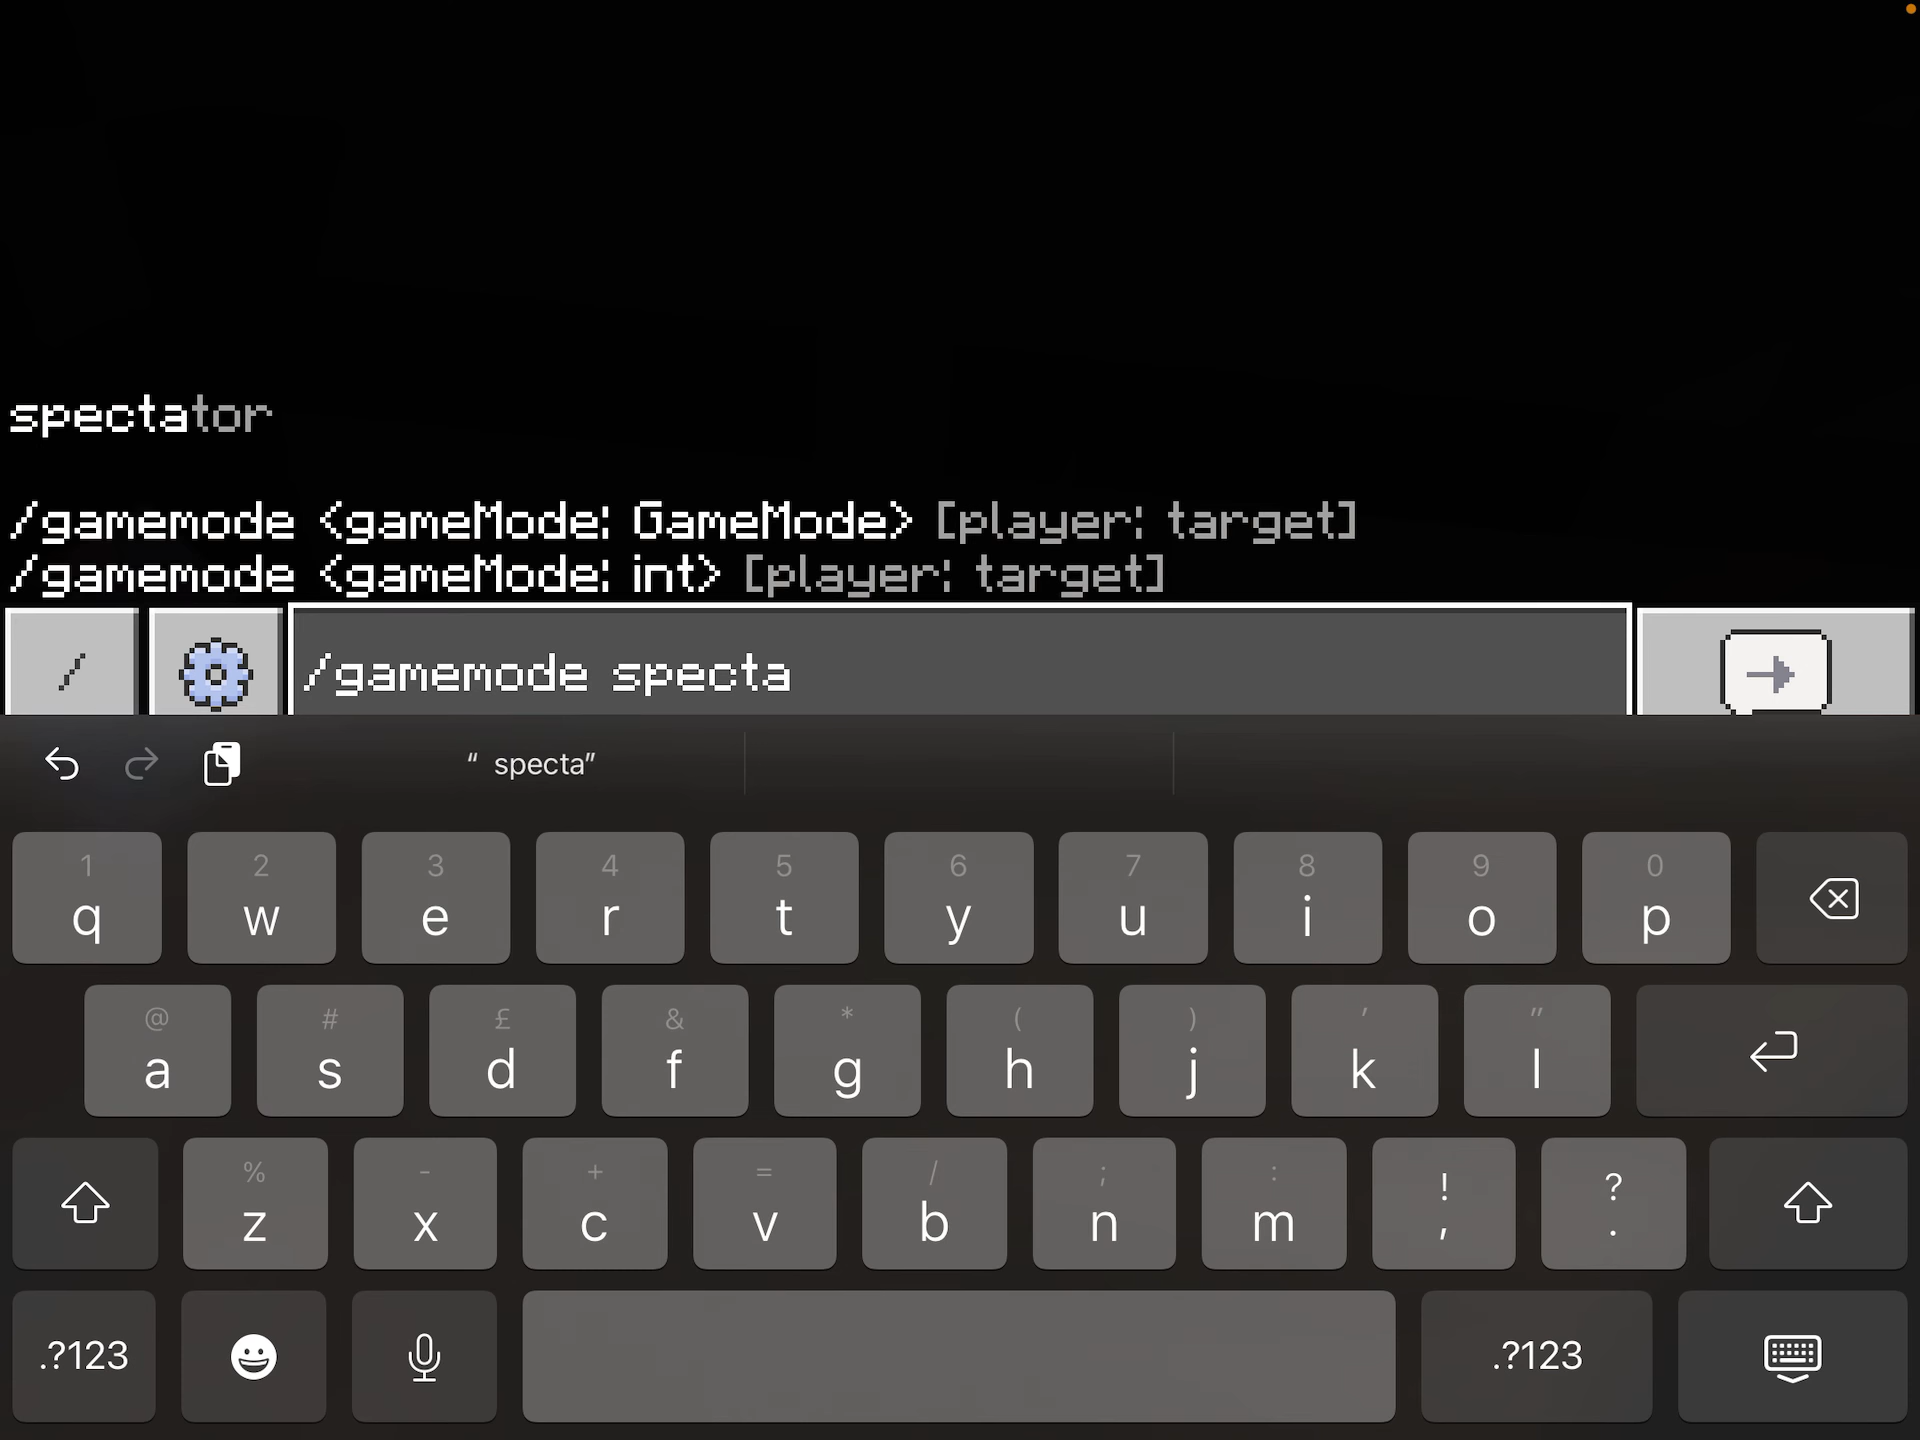 spectator
/gamemode <gameMode: GameMode> [player: target]
/gamemode <gameMode: int> [player: target]
/ /gamemode specta
“ specta”
1 2 3 4 5 6 7 8 9 0
q w e r t y u i o p
@ # £ & * ( ) ' "
a s d f g h j k l
% - + = / ; : ! ?
z x c v b n m , .
.?123 .?123